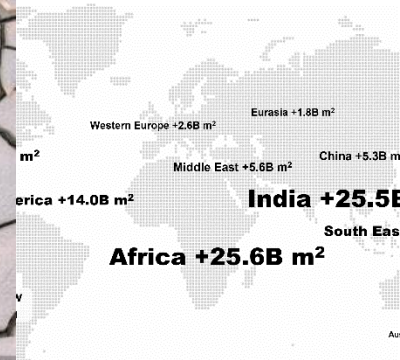 Eurasia +1.8B m²
Western Europe +2.6B m²
m²
China +5.3B m
Middle East +5.6B m²
erica +14.0B m²
India +25.5B
South Eas
Africa +25.6B m²